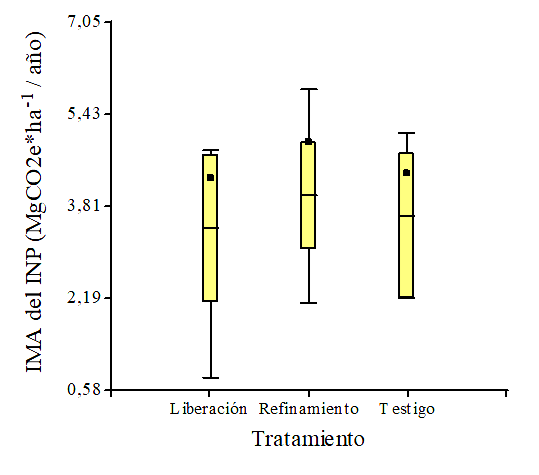 7,05
5,43
3,81
2,19
0,58
IMA del INP (MgCO2e*ha-1 / año)
Liberación Refinamiento Testigo
Tratamiento